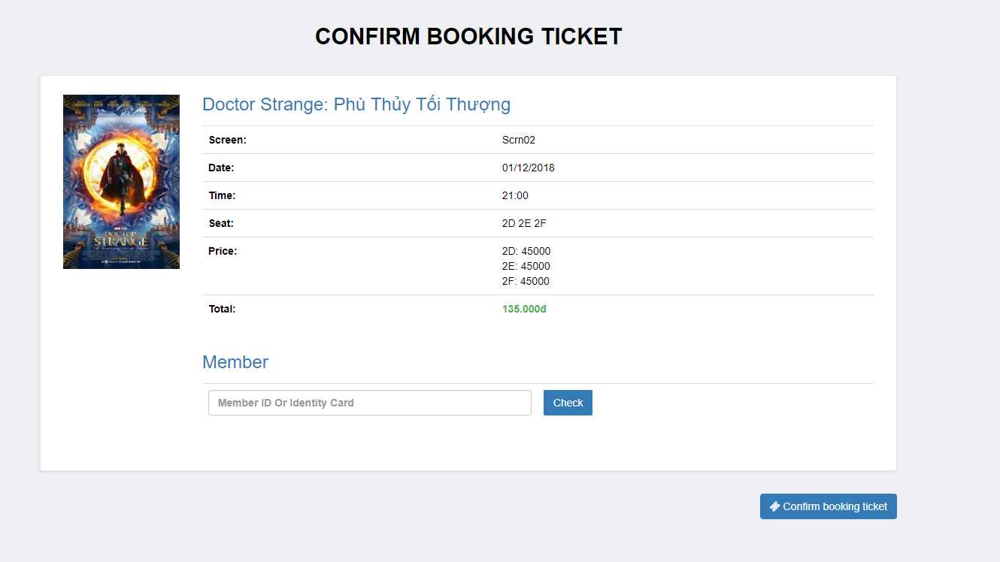 CONFIRM BOOKING TICKET
DOCTOR
STRANGE
Doctor Strange: Phù Thủy Tối Thượng
Screen: Scrn02
Date: 01/12/2018
Time: 21:00
Seat: 2D 2E 2F
Price: 2D: 45000
2E: 45000
2F: 45000
Total: 135.000đ
Member
Member ID Or Identity Card Check
Confirm booking ticket